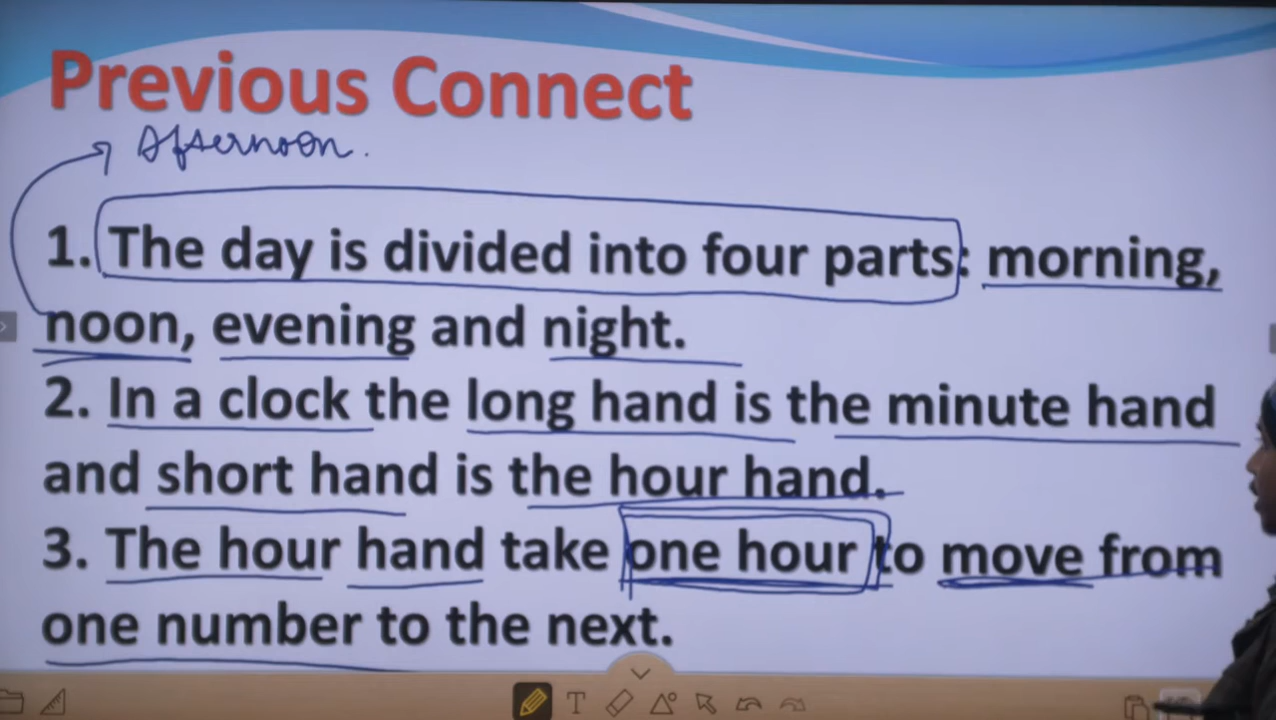 Previous Connect
Afternoon.
1. The day is divided into four parts: morning,
noon, evening and night.
2. In a clock the long hand is the minute hand
and short hand is the hour hand.
3. The hour hand take one hour to move from
one number to the next.
T